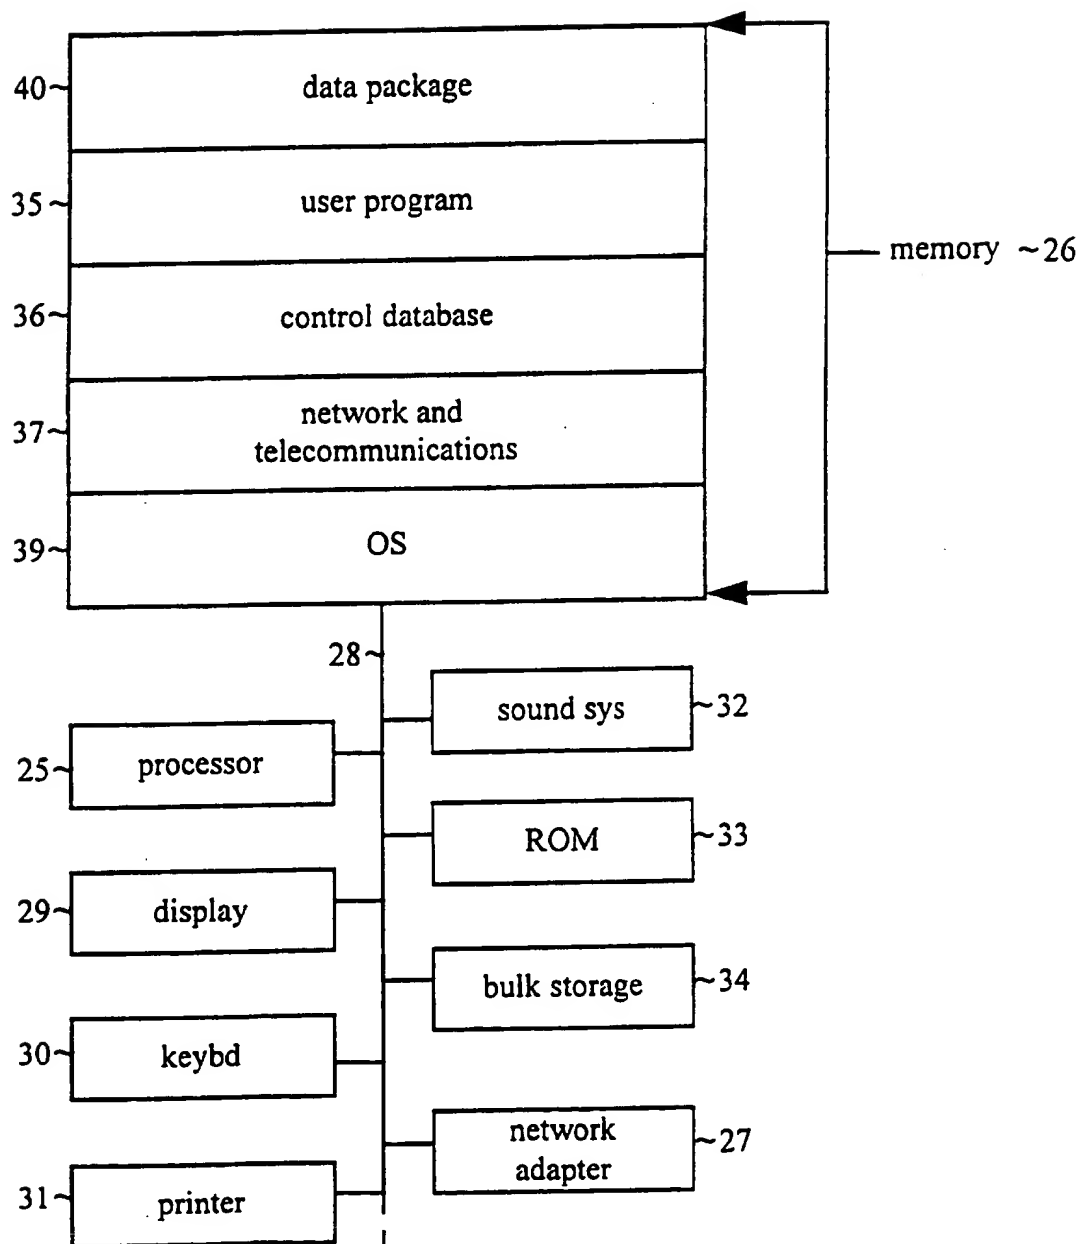 40~ data package
35~ user program
memory ~26
36~ control database
37~ network and
telecommunications
39~ OS
28~
sound sys ~32
25~ processor
ROM ~33
29~ display
bulk storage ~34
30~ keybd
network
adapter ~27
31~ printer